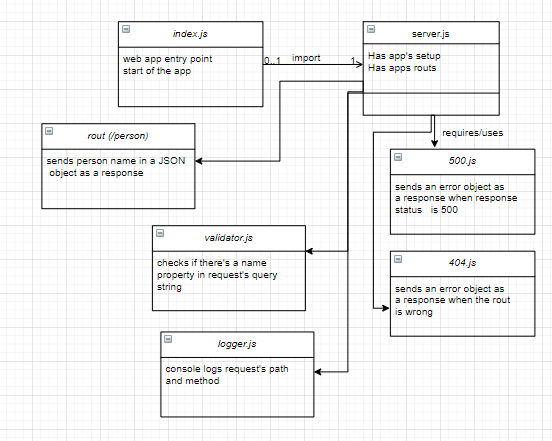 index.js
web app entry point
start of the app
0..1
import
1
server.js
Has app's setup
Has apps routs
rout (/person)
sends person name in a JSON
object as a response
requires/uses
500.js
sends an error object as
a response when response
status is 500
validator.js
checks if there's a name
property in request's query
string
404.js
sends an error object as
a response when the rout
is wrong
logger.js
console logs request's path
and method